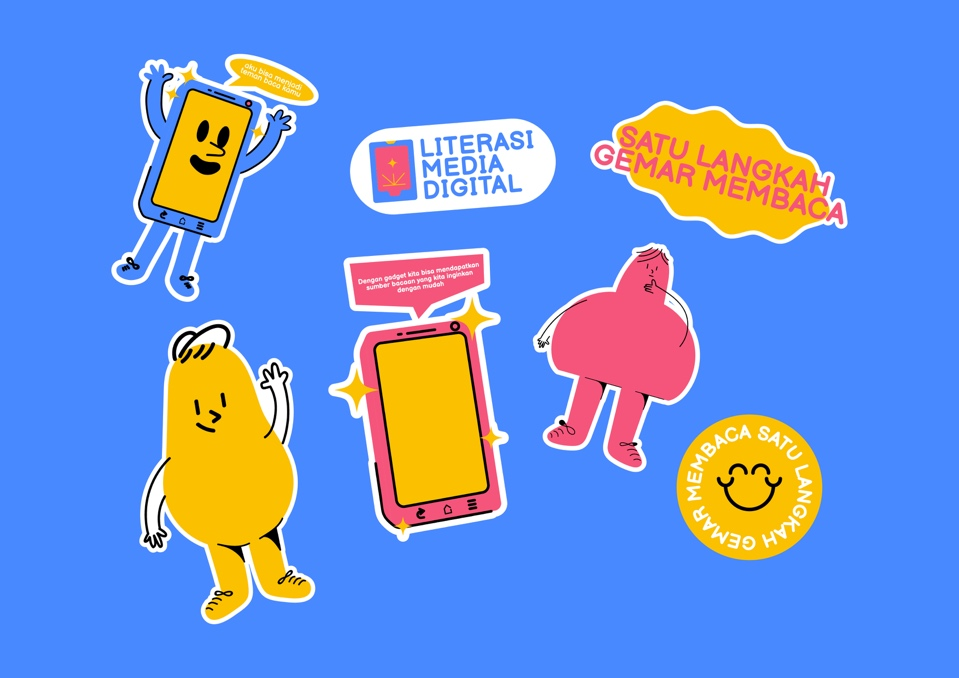 aku bisa menjadi
teman baca kamu
LITERASI
MEDIA
DIGITAL
SATU LANGKAH
GEMAR MEMBACA
Dengan gadget kita bisa mendapatkan
sumber bacaan yang kita inginkan
dengan mudah
GEMAR MEMBACA SATU LANGKAH